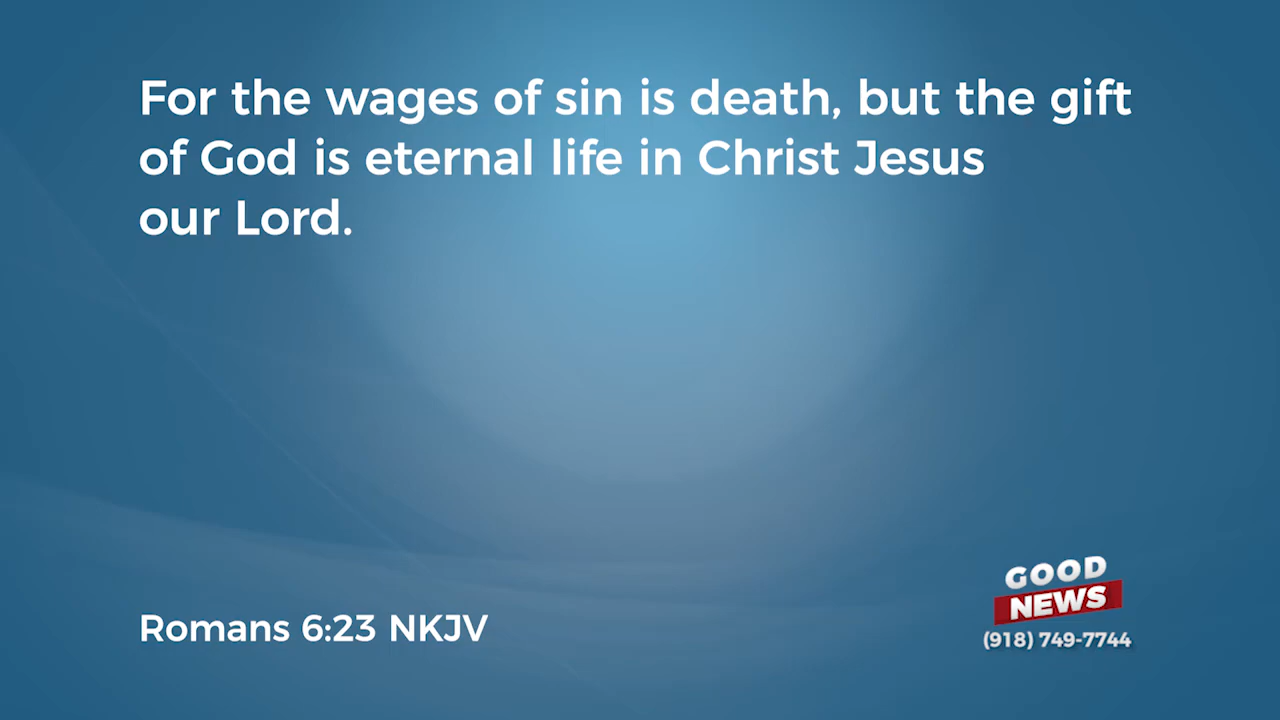 For the wages of sin is death, but the gift
of God is eternal life in Christ Jesus
our Lord.
Romans 6:23 NKJV
GOOD
NEWS
(918) 749-7744